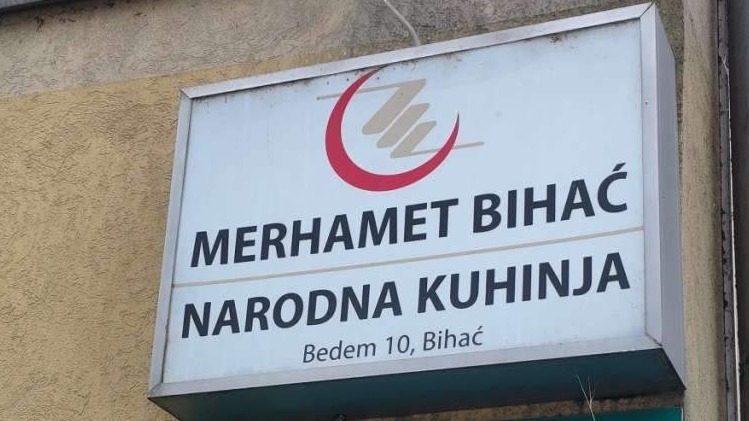 MERHAMET BIHAĆ
NARODNA KUHINJA
Bedem 10, Bihać